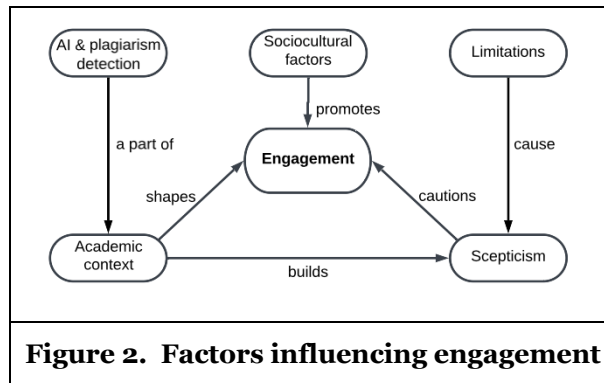 AI & plagiarism
detection
Sociocultural
factors
Limitations
promotes
a part of
Engagement
cause
shapes
cautions
Academic
context
Scepticism
builds
Figure 2. Factors influencing engagement